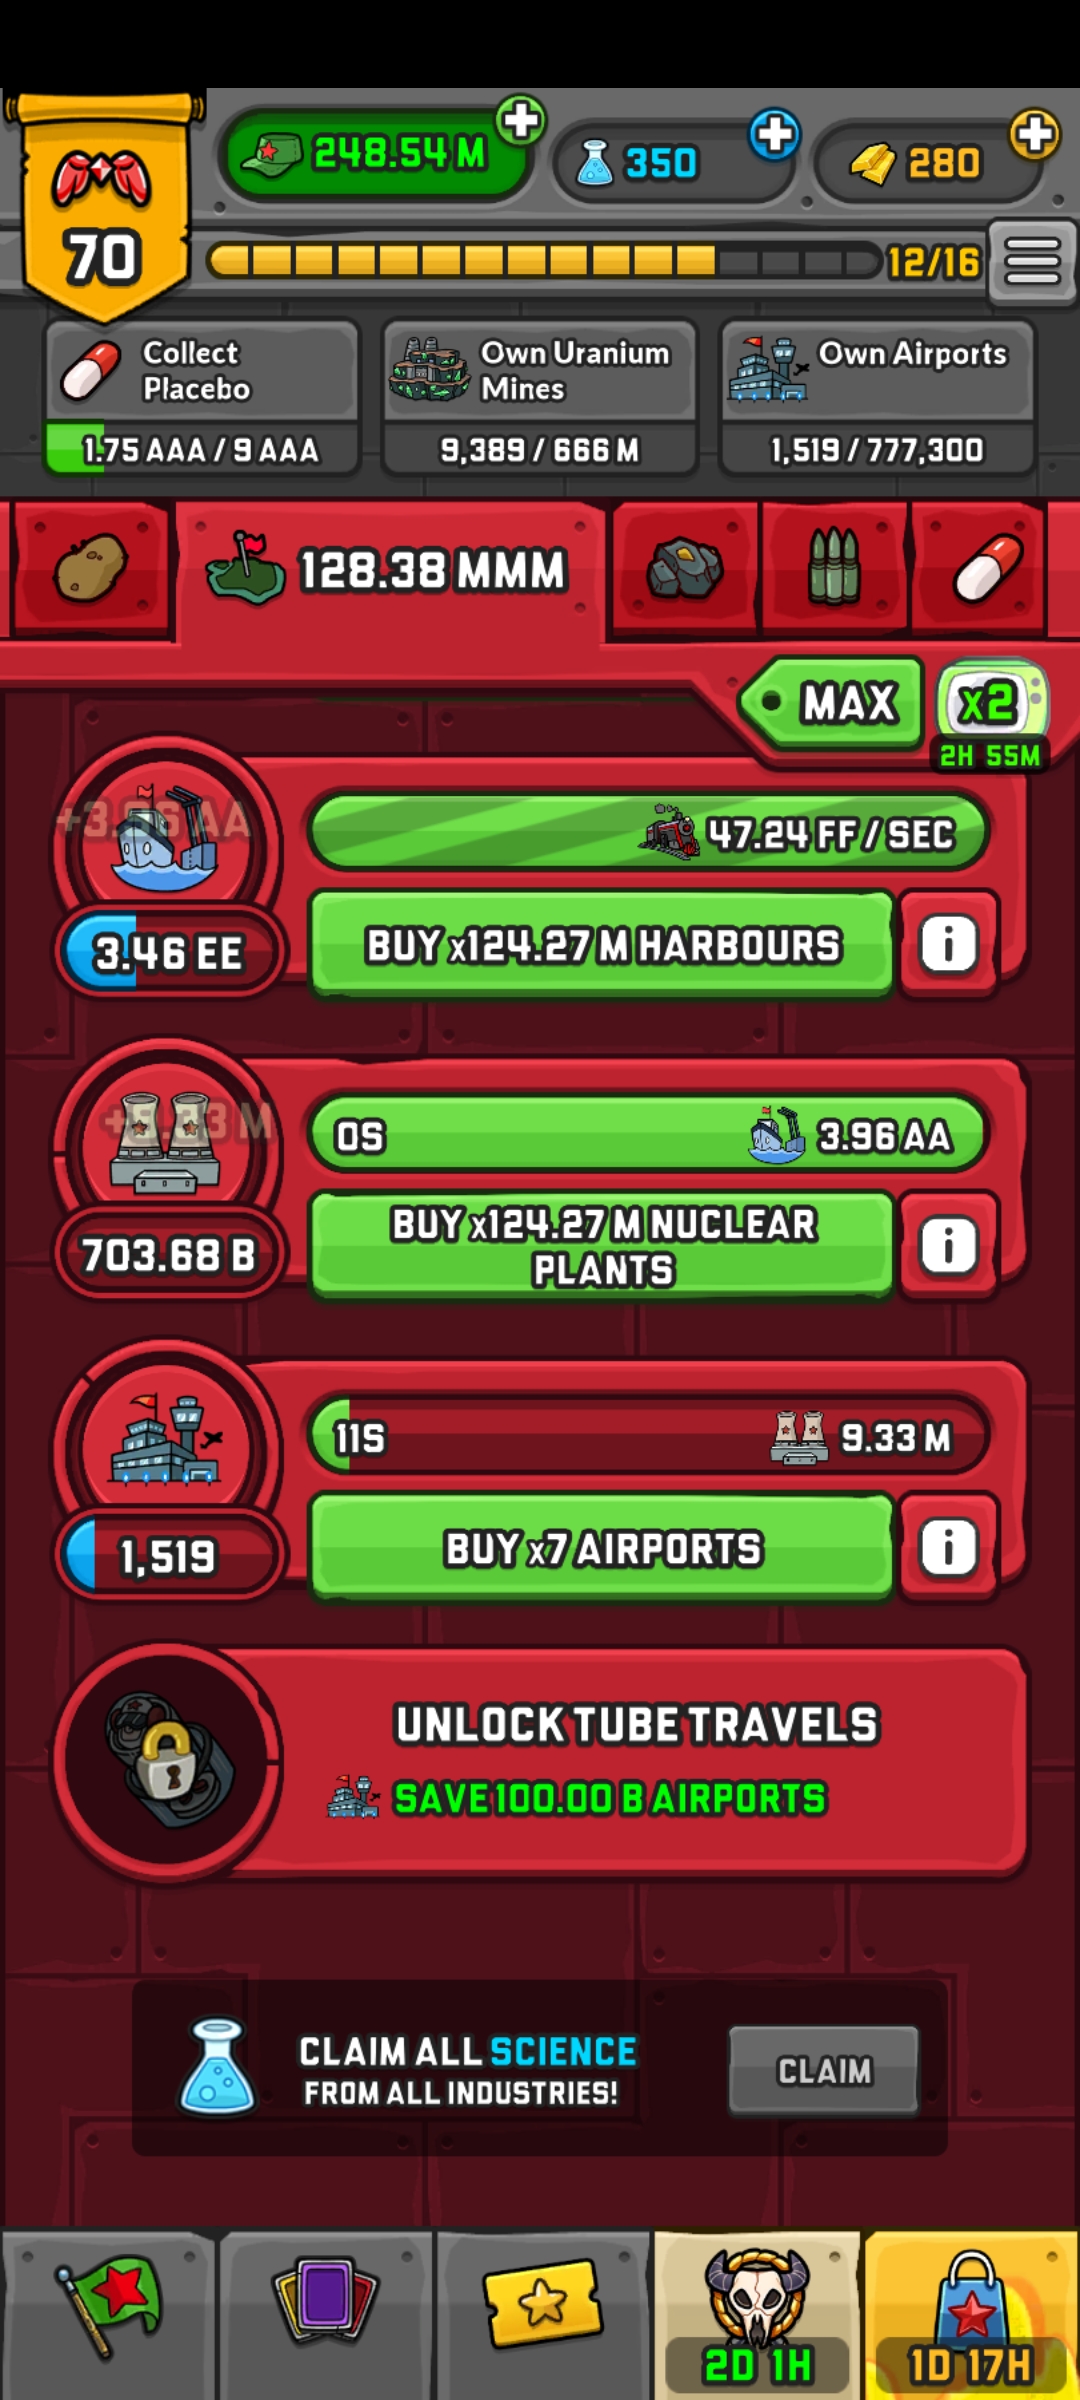 248.54 M
350
280
70
12/16
Collect
Placebo
1.75 AAA / 9 AAA
Own Uranium
Mines
9,389 / 666 M
Own Airports
1,519 / 777,300
128.38 MMM
MAX
x2
2H 55M
+3.96 AA
47.24 FF / SEC
3.46 EE
BUY x124.27 M HARBOURS
i
0S
3.96 AA
703.68 B
BUY x124.27 M NUCLEAR
PLANTS
i
11S
9.33 M
1,519
BUY x7 AIRPORTS
i
UNLOCK TUBE TRAVELS
SAVE 100.00 B AIRPORTS
CLAIM ALL SCIENCE
FROM ALL INDUSTRIES!
CLAIM
2D 1H
1D 17H